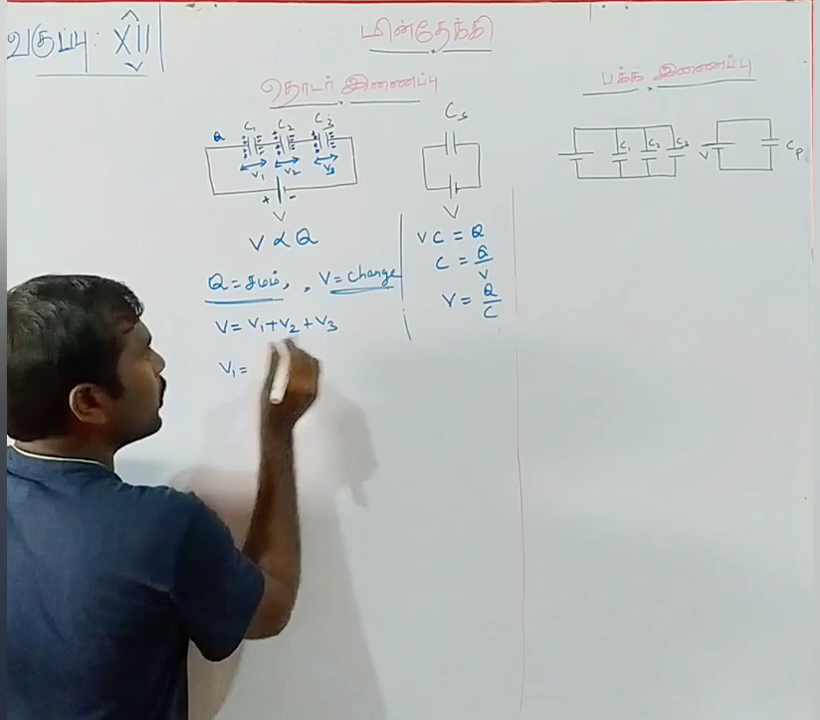 வகுப்பு: XII
மின்தேக்கி
தொடர் இணைப்பு
பக்க இணைப்பு
Q C₁ C₂ C₃
V₁ V₂ V₃
+ -
V
Cₛ
V
C₁ C₂ C₃
V Cₚ
V ∝ Q
Q = சமம், , V = change
V = V₁ + V₂ + V₃
V₁ =
VC = Q
C = Q/V
V = Q/C